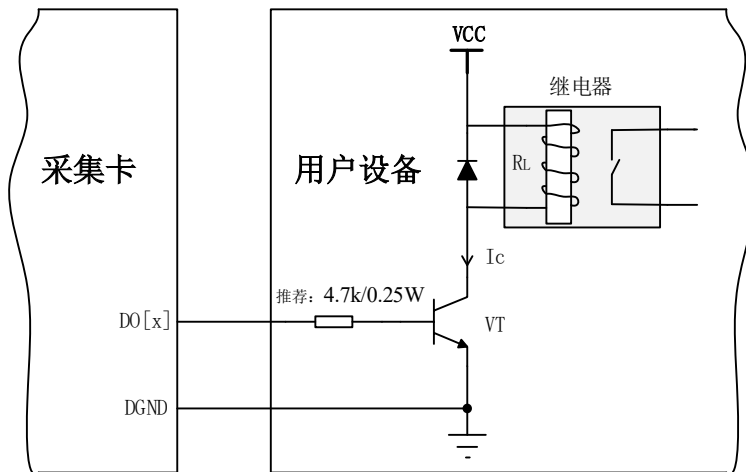 VCC
继电器
采集卡
用户设备
RL
Ic
推荐：4.7k/0.25W
DO[x]
VT
DGND